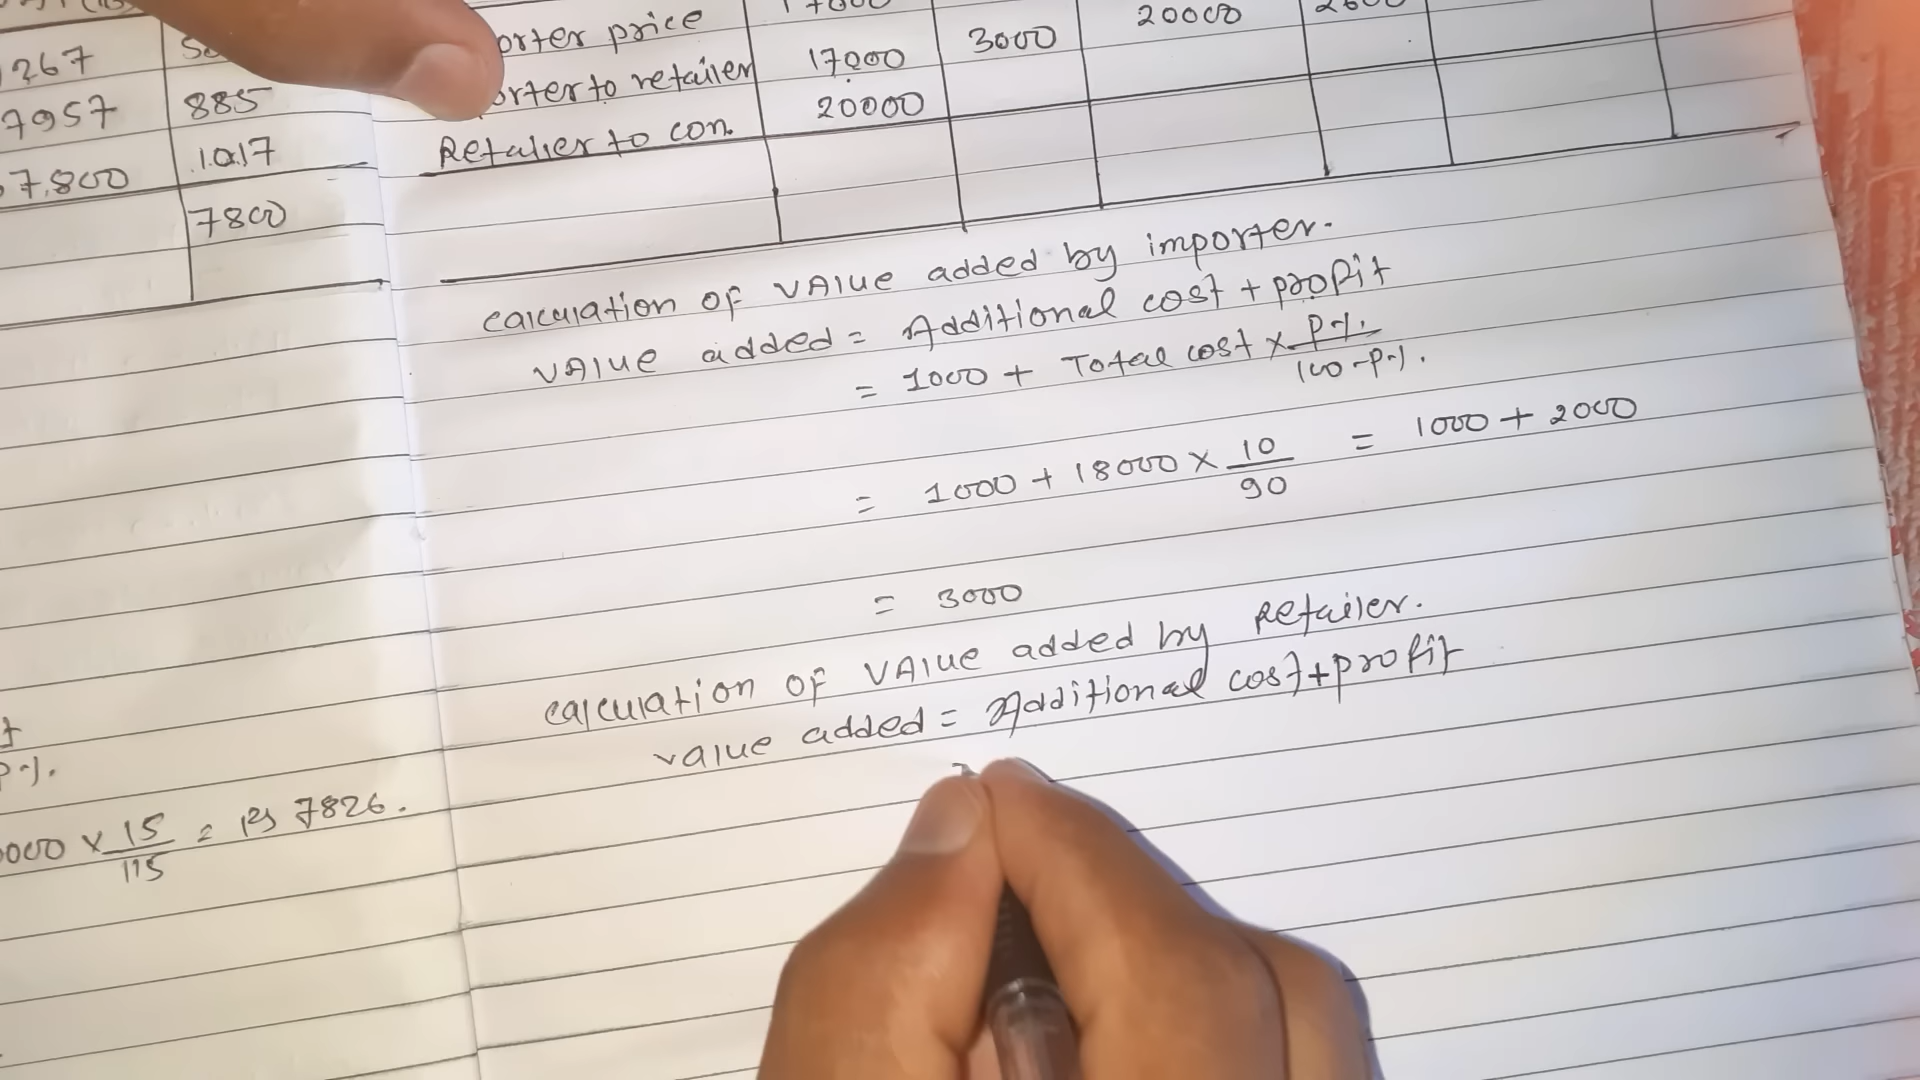 267
7957 885
7,800 1.017
7800
orter price 20000
orter to retailer 17000 3000
Retailer to con. 20000
calculation of value added by importer.
value added = Additional cost + profit
= 1000 + Total cost × P%. / 100-P%.
= 1000 + 18000 × 10/90 = 1000 + 2000
= 3000
calculation of value added by Retailer.
value added = Additional cost + profit
P%.
000 × 15/115 = Rs 7826.